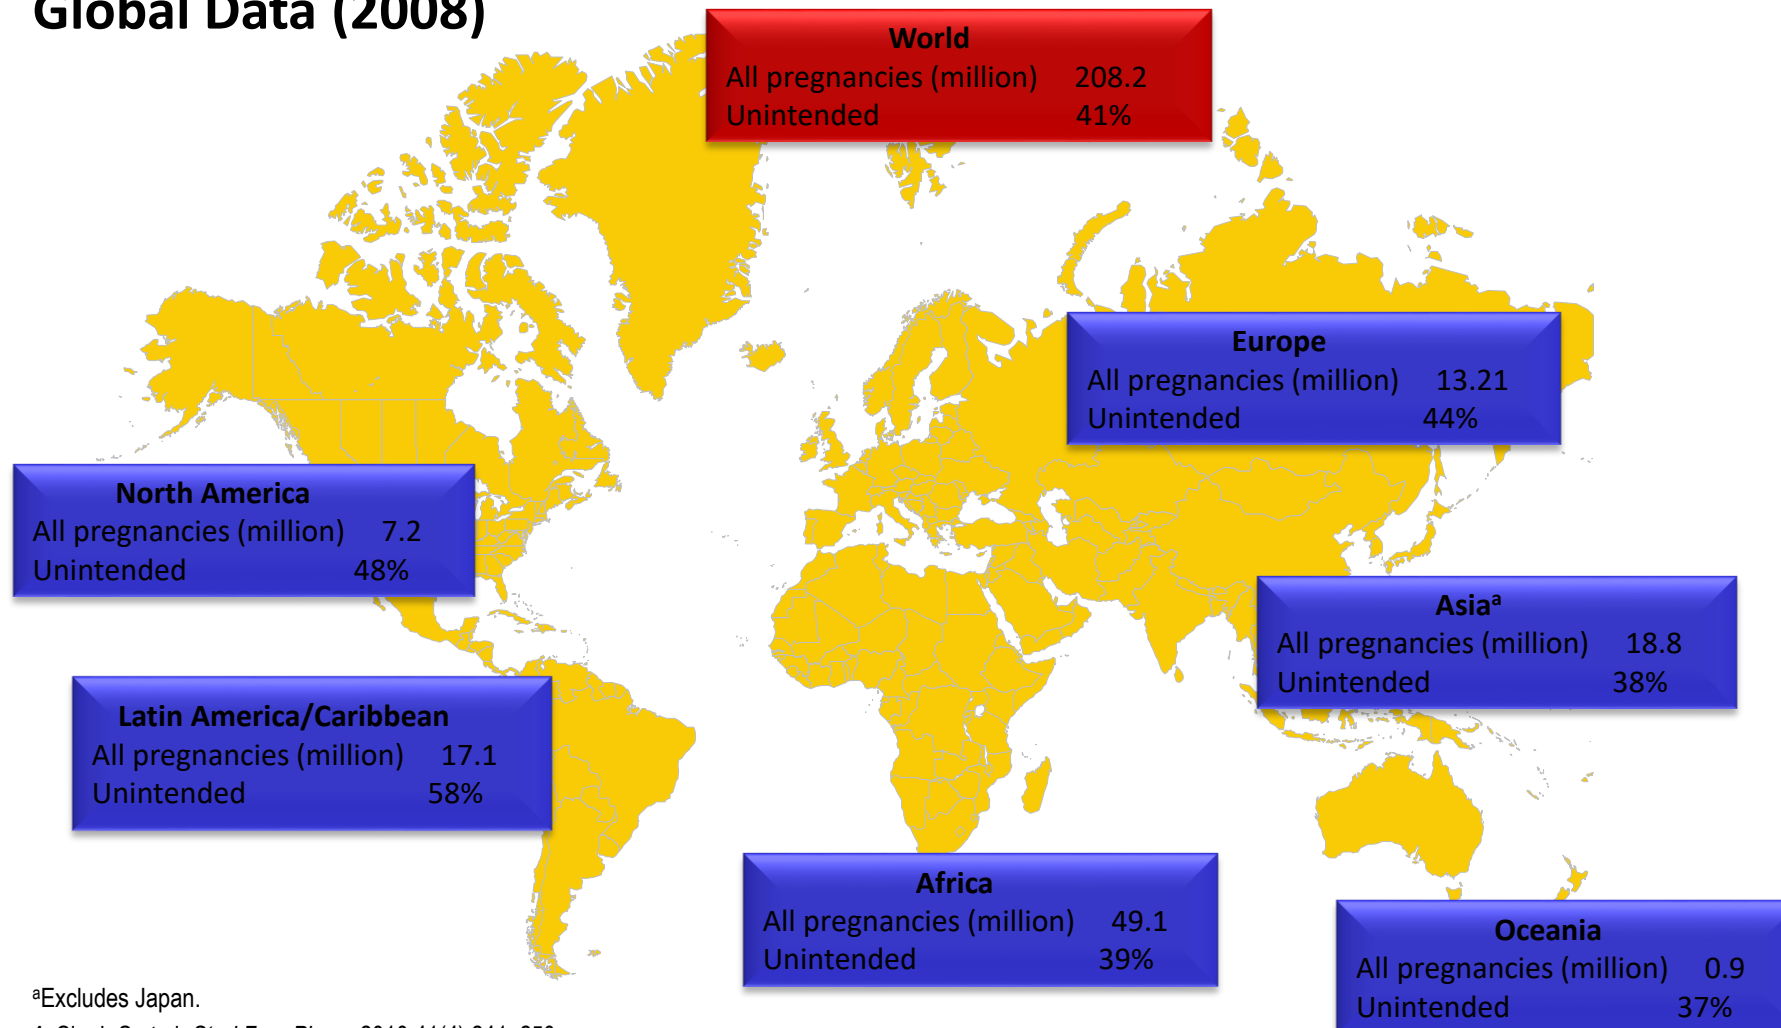 Global Data (2008)
World
All pregnancies (million) 208.2
Unintended 41%
Europe
All pregnancies (million) 13.21
Unintended 44%
North America
All pregnancies (million) 7.2
Unintended 48%
Asiaᵃ
All pregnancies (million) 18.8
Unintended 38%
Latin America/Caribbean
All pregnancies (million) 17.1
Unintended 58%
Africa
All pregnancies (million) 49.1
Unintended 39%
Oceania
All pregnancies (million) 0.9
Unintended 37%
ᵃExcludes Japan.